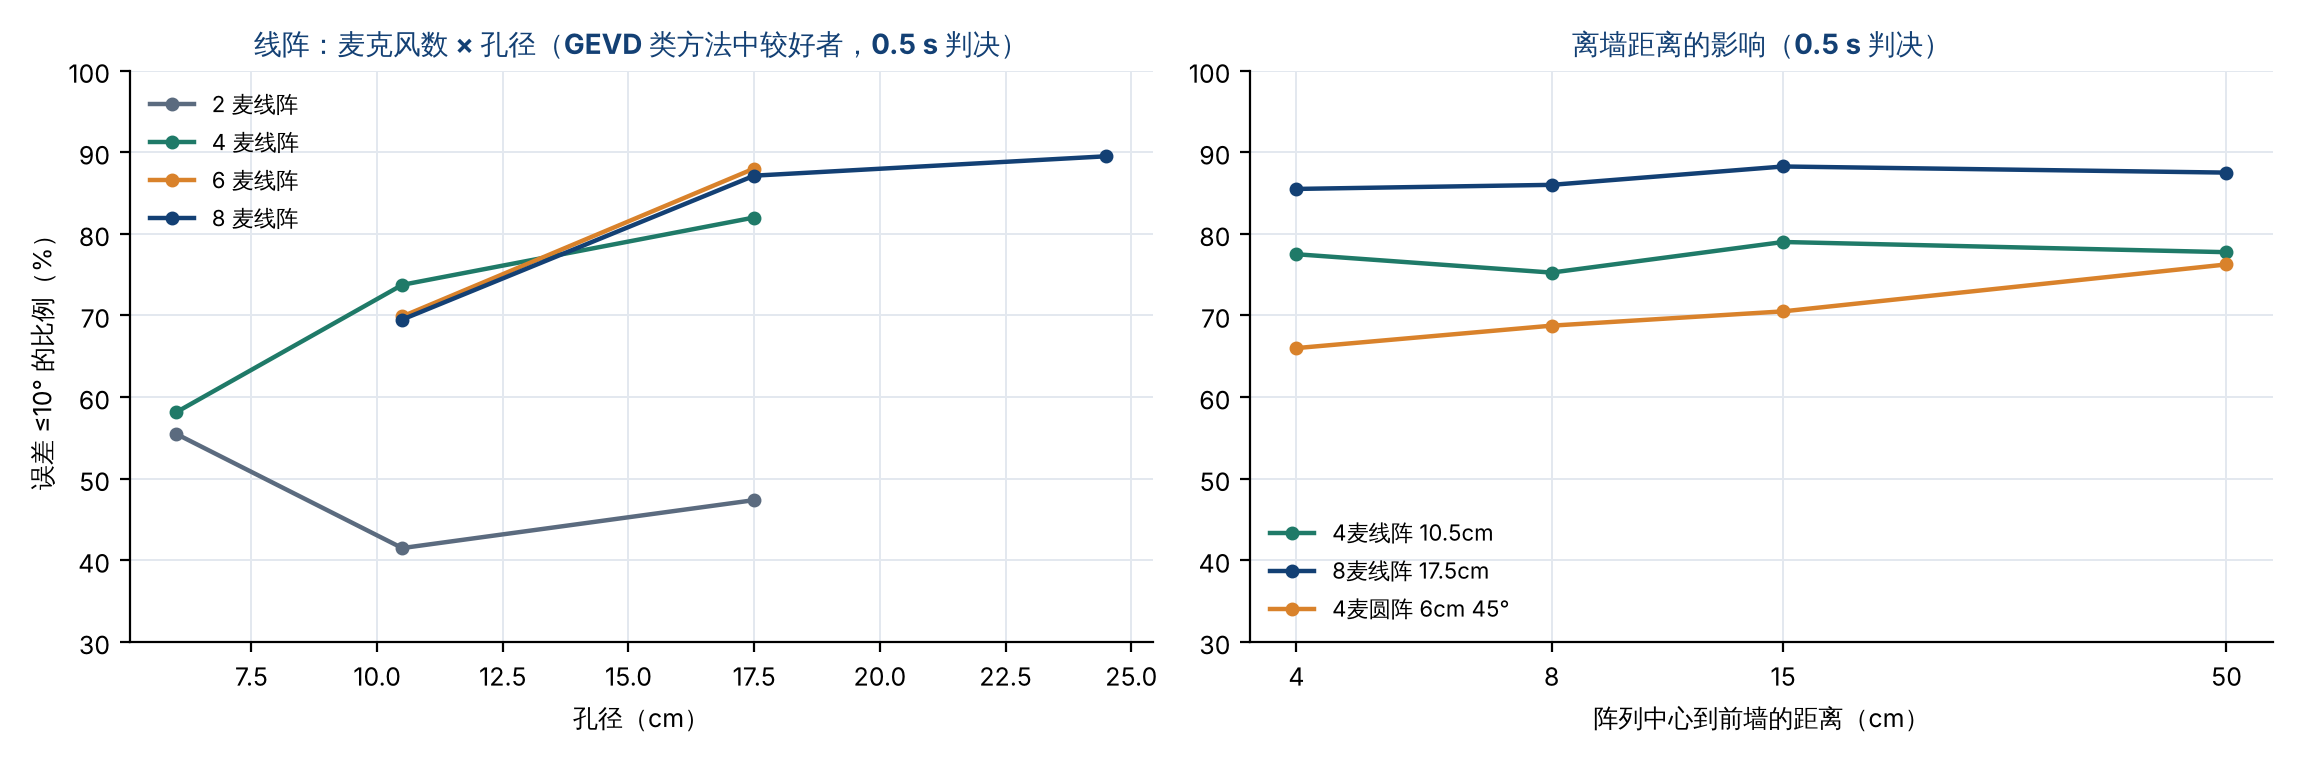 线阵：麦克风数 × 孔径（GEVD 类方法中较好者，0.5 s 判决）
100
90
80
70
60
50
40
30
误差 ≤10° 的比例（%）
2 麦线阵
4 麦线阵
6 麦线阵
8 麦线阵
7.5
10.0
12.5
15.0
17.5
20.0
22.5
25.0
孔径（cm）
离墙距离的影响（0.5 s 判决）
100
90
80
70
60
50
40
30
4麦线阵 10.5cm
8麦线阵 17.5cm
4麦圆阵 6cm 45°
4
8
15
50
阵列中心到前墙的距离（cm）